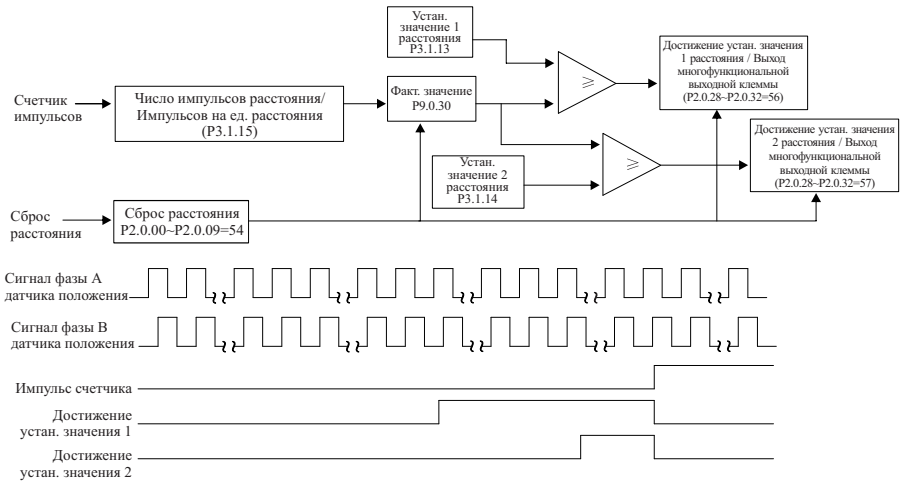 Устан.
значение 1
расстояния
P3.1.13
Достижение устан. значения
1 расстояния / Выход
многофункциональной
выходной клеммы
(P2.0.28~P2.0.32=56)
≥
Счетчик
импульсов
Число импульсов расстояния/
Импульсов на ед. расстояния
(P3.1.15)
Факт. значение
P9.0.30
Достижение устан. значения
2 расстояния / Выход
многофункциональной
выходной клеммы
(P2.0.28~P2.0.32=57)
≥
Устан.
значение 2
расстояния
P3.1.14
Сброс
расстояния
Сброс расстояния
P2.0.00~P2.0.09=54
Сигнал фазы А
датчика положения
Сигнал фазы В
датчика положения
Импульс счетчика
Достижение
устан. значения 1
Достижение
устан. значения 2